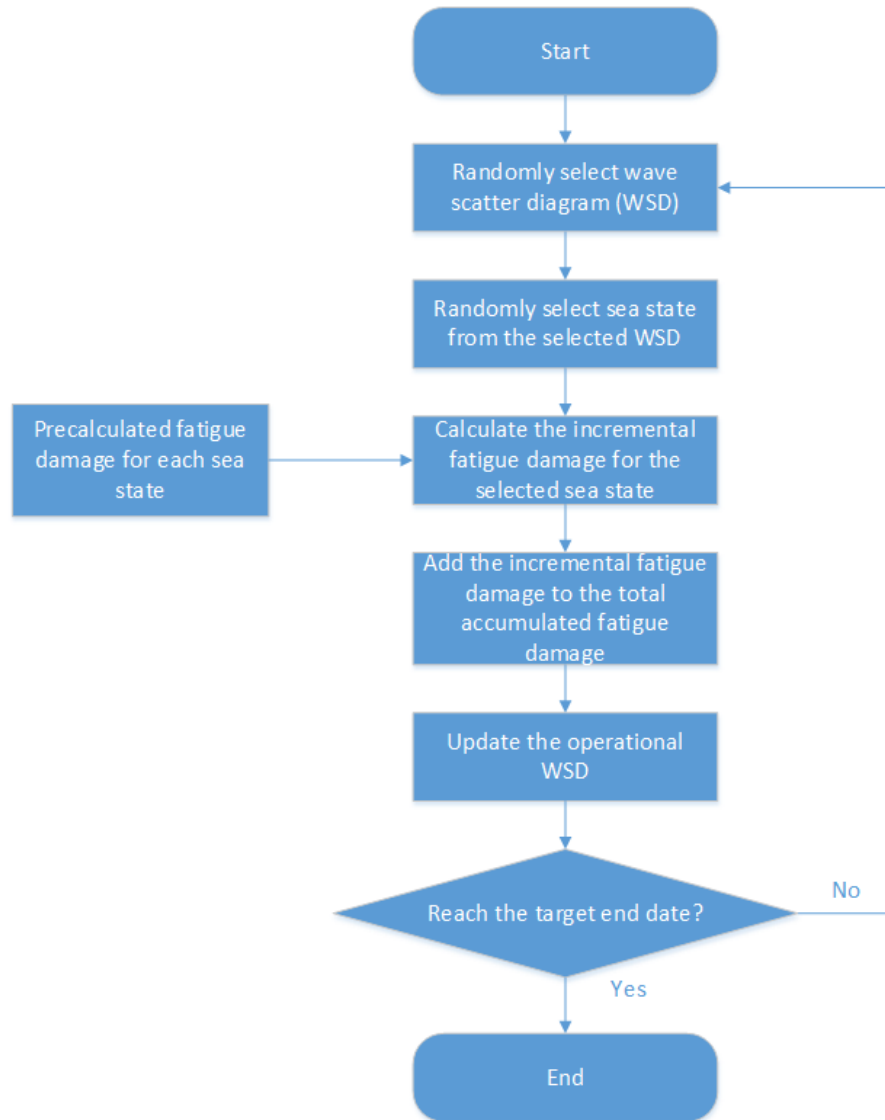 Start
Randomly select wave
scatter diagram (WSD)
Randomly select sea state
from the selected WSD
Precalculated fatigue
damage for each sea
state
Calculate the incremental
fatigue damage for the
selected sea state
Add the incremental fatigue
damage to the total
accumulated fatigue
damage
Update the operational
WSD
Reach the target end date?
No
Yes
End